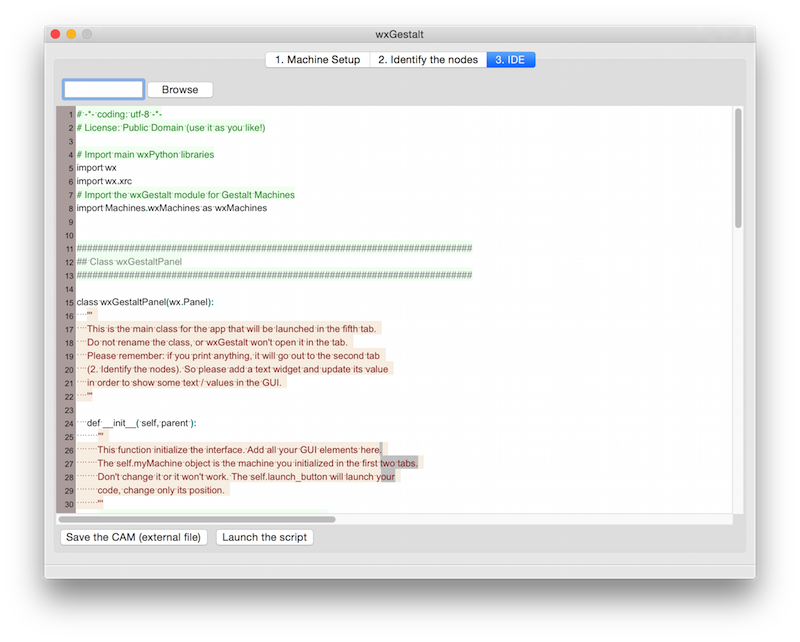 wxGestalt
1. Machine Setup 2. Identify the nodes 3. IDE
Browse
1 # -*- coding: utf-8 -*-
2 # License: Public Domain (use it as you like!)
3
4 # Import main wxPython libraries
5 import wx
6 import wx.xrc
7 # Import the wxGestalt module for Gestalt Machines
8 import Machines.wxMachines as wxMachines
9
10
11 ###########################################################################
12 ## Class wxGestaltPanel
13 ###########################################################################
14
15 class wxGestaltPanel(wx.Panel):
16 '''
17 This is the main class for the app that will be launched in the fifth tab.
18 Do not rename the class, or wxGestalt won't open it in the tab.
19 Please remember: if you print anything, it will go out to the second tab
20 (2. Identify the nodes). So please add a text widget and update its value
21 in order to show some text / values in the GUI.
22 '''
23
24 def __init__( self, parent ):
25 '''
26 This function initialize the interface. Add all your GUI elements here.
27 The self.myMachine object is the machine you initialized in the first two tabs.
28 Don't change it or it won't work. The self.launch_button will launch your
29 code, change only its position.
30 '''
Save the CAM (external file) Launch the script